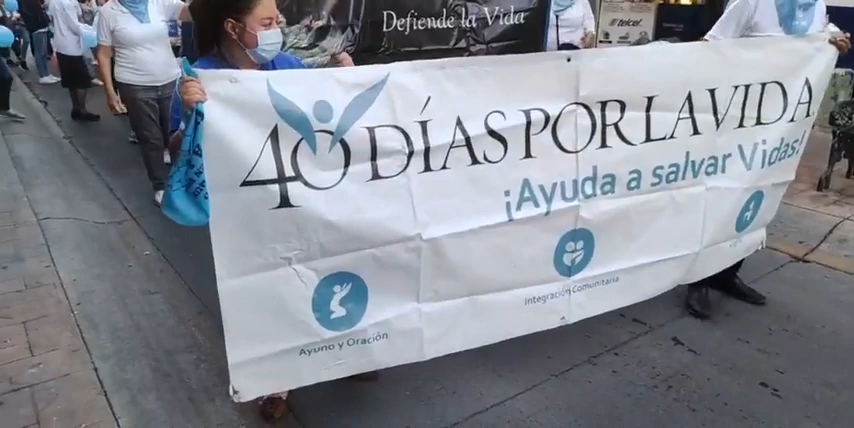 Defiende la Vida
telcel
40 DÍAS POR LA VIDA
¡Ayuda a salvar Vidas!
Ayuno y Oración
Integración Comunitaria